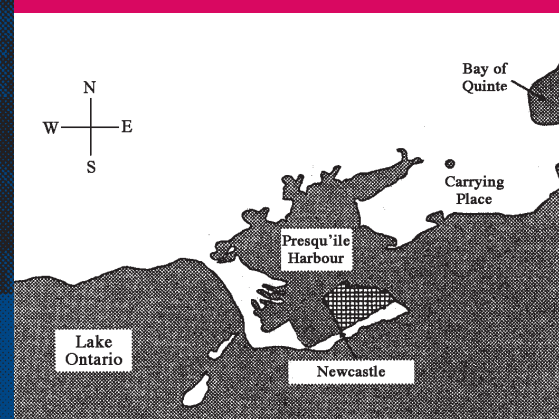 Bay of
Quinte
N
W E
S
Carrying
Place
Presqu'ile
Harbour
Lake
Ontario
Newcastle